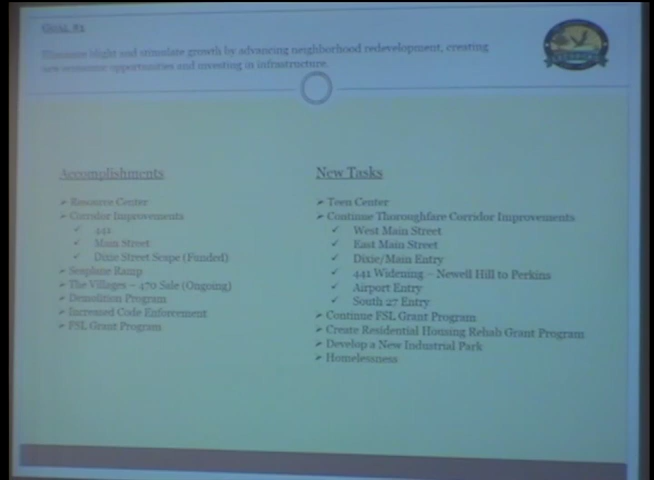 GOAL #1
Eliminate blight and stimulate growth by advancing neighborhood redevelopment, creating
new economic opportunities and investing in infrastructure.
Accomplishments
➢ Resource Center
➢ Corridor Improvements
✓ 441
✓ Main Street
✓ Dixie Street Scape (Funded)
➢ Seaplane Ramp
➢ The Villages – 470 Sale (Ongoing)
➢ Demolition Program
➢ Increased Code Enforcement
➢ FSL Grant Program
New Tasks
➢ Teen Center
➢ Continue Thoroughfare Corridor Improvements
✓ West Main Street
✓ East Main Street
✓ Dixie/Main Entry
✓ 441 Widening – Newell Hill to Perkins
✓ Airport Entry
✓ South 27 Entry
➢ Continue FSL Grant Program
➢ Create Residential Housing Rehab Grant Program
➢ Develop a New Industrial Park
➢ Homelessness